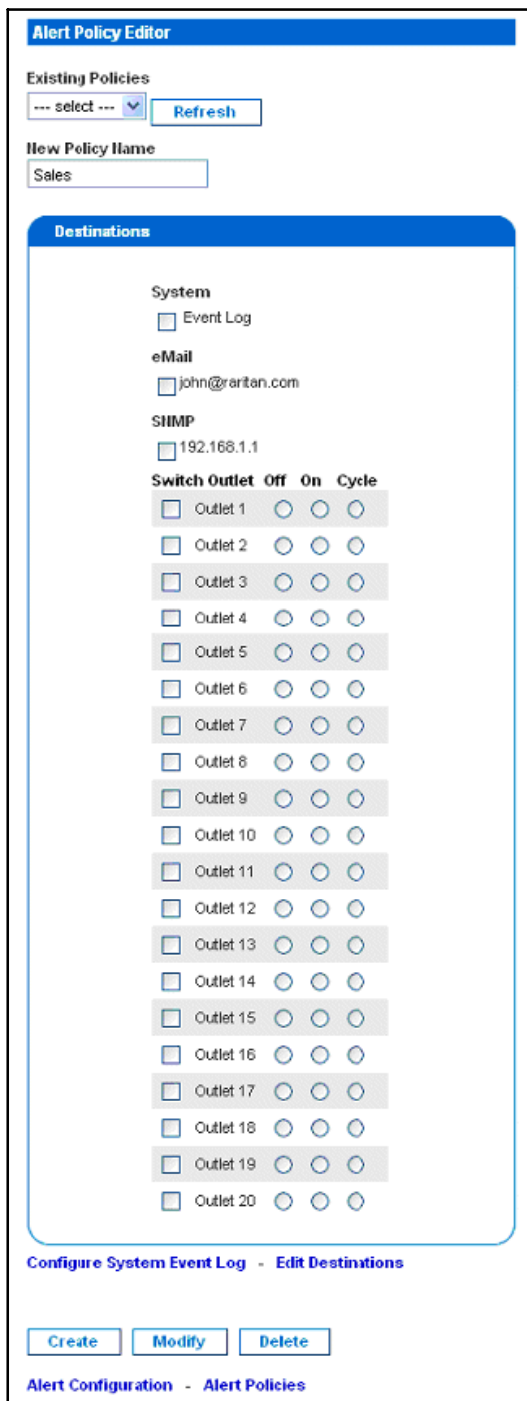 Alert Policy Editor
Existing Policies
--- select --- Refresh
New Policy Name
Sales
Destinations
System
Event Log
eMail
john@raritan.com
SNMP
192.168.1.1
Switch Outlet Off On Cycle
Outlet 1
Outlet 2
Outlet 3
Outlet 4
Outlet 5
Outlet 6
Outlet 7
Outlet 8
Outlet 9
Outlet 10
Outlet 11
Outlet 12
Outlet 13
Outlet 14
Outlet 15
Outlet 16
Outlet 17
Outlet 18
Outlet 19
Outlet 20
Configure System Event Log - Edit Destinations
Create Modify Delete
Alert Configuration - Alert Policies